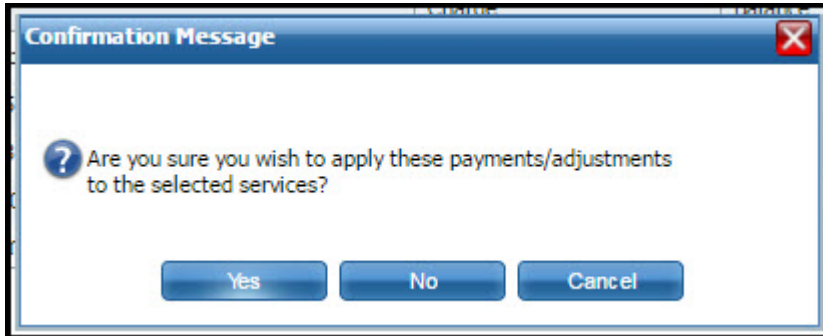 Confirmation Message
Are you sure you wish to apply these payments/adjustments
to the selected services?
Yes No Cancel